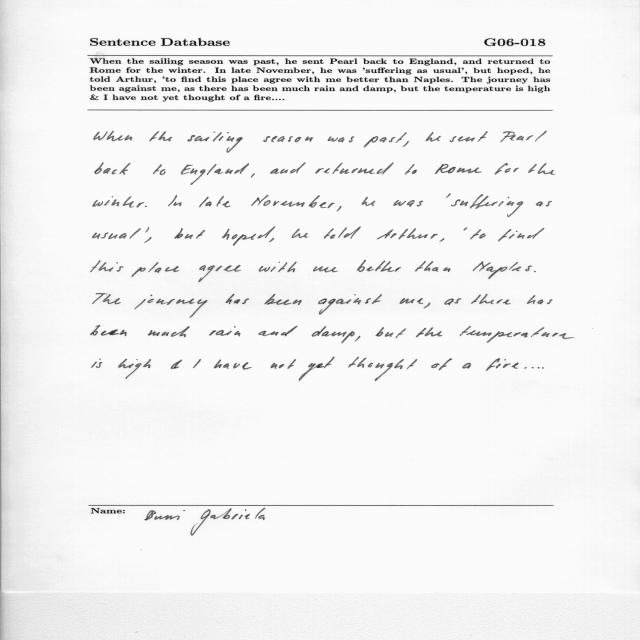 Sentence Database G06-018
When the sailing season was past, he sent Pearl back to England, and returned to
Rome for the winter. In late November, he was 'suffering as usual', but hoped, he
told Arthur, 'to find this place agree with me better than Naples. The journey has
been against me, as there has been much rain and damp, but the temperature is high
& I have not yet thought of a fire....
When the sailing season was past, he sent Pearl
back to England, and returned to Rome for the
winter. In late November, he was 'suffering as
usual', but hoped, he told Arthur, 'to find
this place agree with me better than Naples.
The journey has been against me, as there has
been much rain and damp, but the temperature
is high & I have not yet thought of a fire....
Name: Gabriela